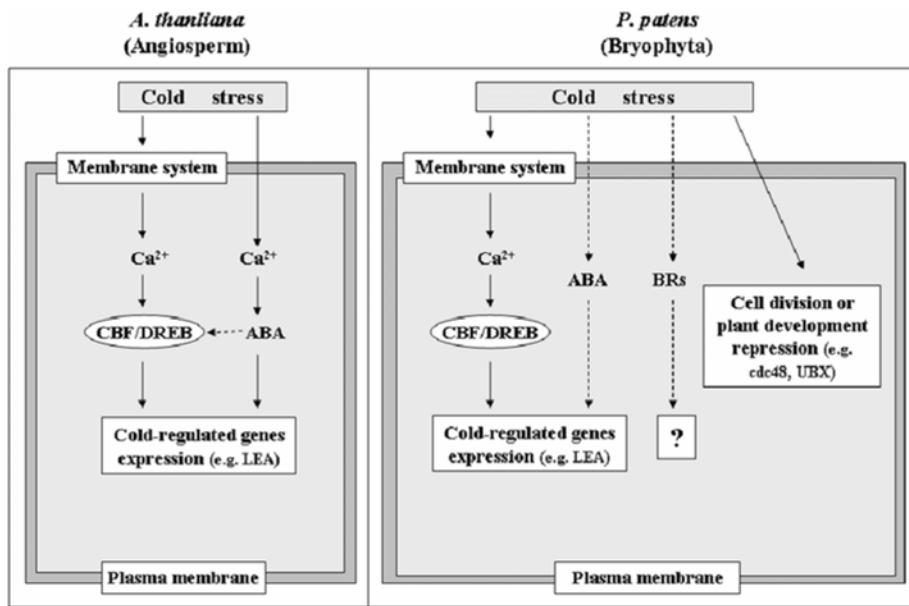 A. thanliana
(Angiosperm)
Cold stress
Membrane system
Ca²⁺
Ca²⁺
CBF/DREB
ABA
Cold-regulated genes
expression (e.g. LEA)
Plasma membrane
P. patens
(Bryophyta)
Cold stress
Membrane system
Ca²⁺
ABA
BRs
CBF/DREB
Cell division or
plant development
repression (e.g.
cdc48, UBX)
Cold-regulated genes
expression (e.g. LEA)
?
Plasma membrane